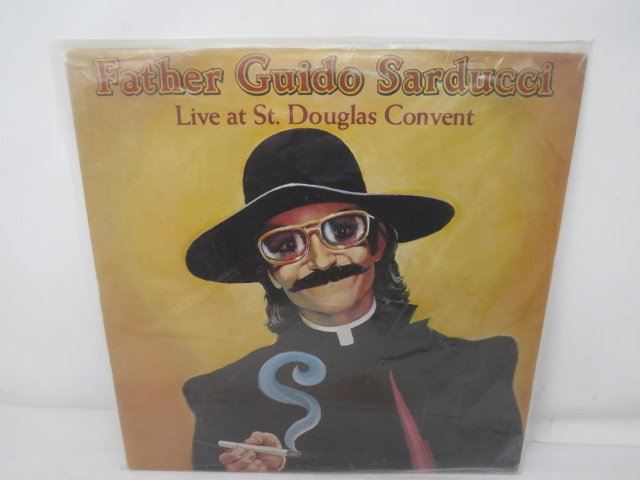 Father Guido Sarducci
Live at St. Douglas Convent